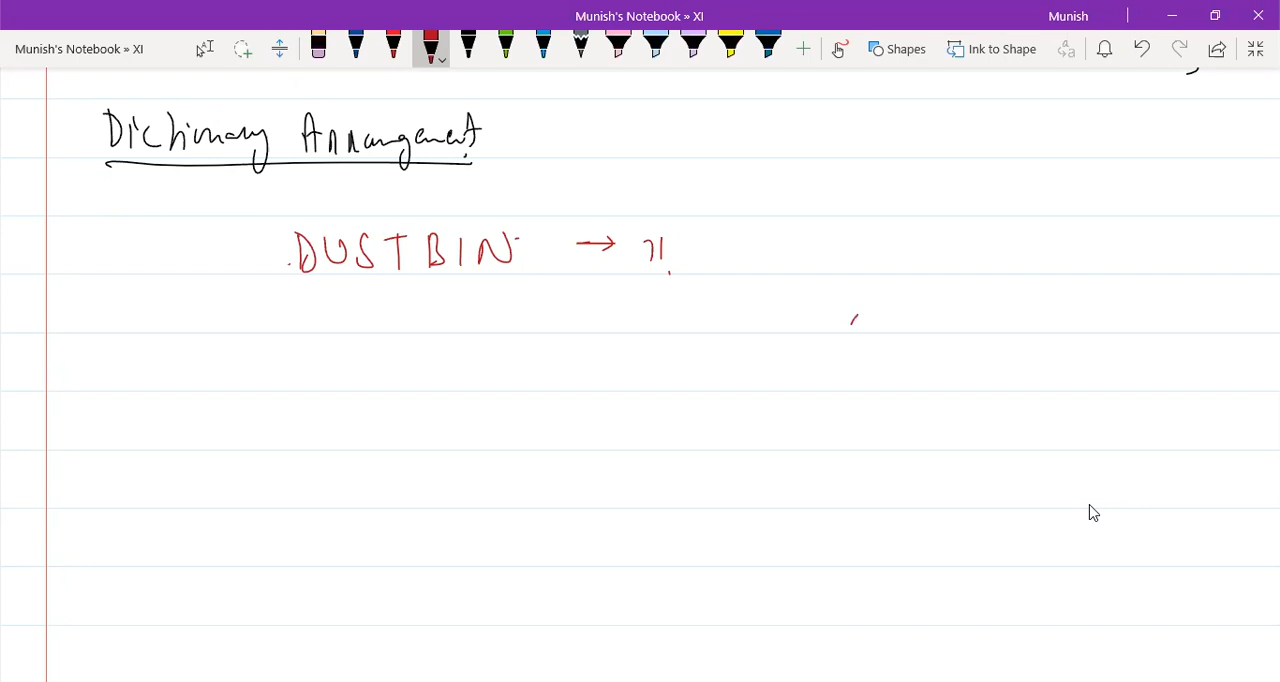 Munish's Notebook » XI
Munish
Munish's Notebook » XI
Shapes
Ink to Shape
Dictionary Arrangement
DUSTBIN →